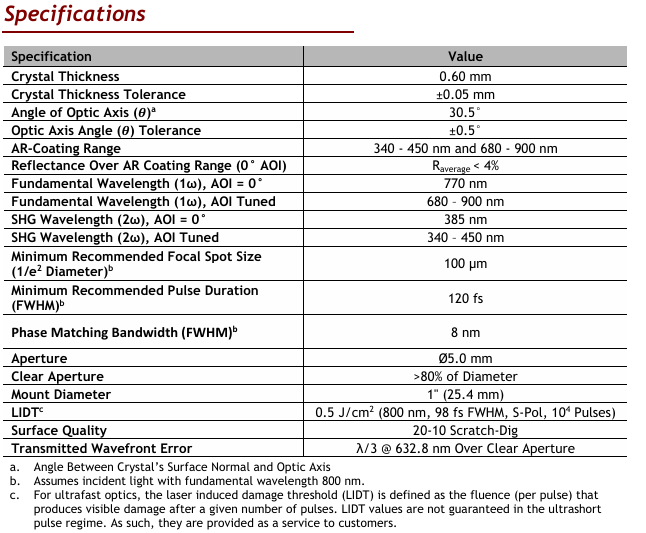 Specifications
Specification Value
Crystal Thickness 0.60 mm
Crystal Thickness Tolerance ±0.05 mm
Angle of Optic Axis (θ)ᵃ 30.5°
Optic Axis Angle (θ) Tolerance ±0.5°
AR-Coating Range 340 - 450 nm and 680 - 900 nm
Reflectance Over AR Coating Range (0° AOI) Raverage < 4%
Fundamental Wavelength (1ω), AOI = 0° 770 nm
Fundamental Wavelength (1ω), AOI Tuned 680 – 900 nm
SHG Wavelength (2ω), AOI = 0° 385 nm
SHG Wavelength (2ω), AOI Tuned 340 – 450 nm
Minimum Recommended Focal Spot Size
(1/e² Diameter)ᵇ 100 µm
Minimum Recommended Pulse Duration
(FWHM)ᵇ 120 fs
Phase Matching Bandwidth (FWHM)ᵇ 8 nm
Aperture Ø5.0 mm
Clear Aperture >80% of Diameter
Mount Diameter 1" (25.4 mm)
LIDTᶜ 0.5 J/cm² (800 nm, 98 fs FWHM, S-Pol, 10⁴ Pulses)
Surface Quality 20-10 Scratch-Dig
Transmitted Wavefront Error λ/3 @ 632.8 nm Over Clear Aperture
a. Angle Between Crystal's Surface Normal and Optic Axis
b. Assumes incident light with fundamental wavelength 800 nm.
c. For ultrafast optics, the laser induced damage threshold (LIDT) is defined as the fluence (per pulse) that
produces visible damage after a given number of pulses. LIDT values are not guaranteed in the ultrashort
pulse regime. As such, they are provided as a service to customers.